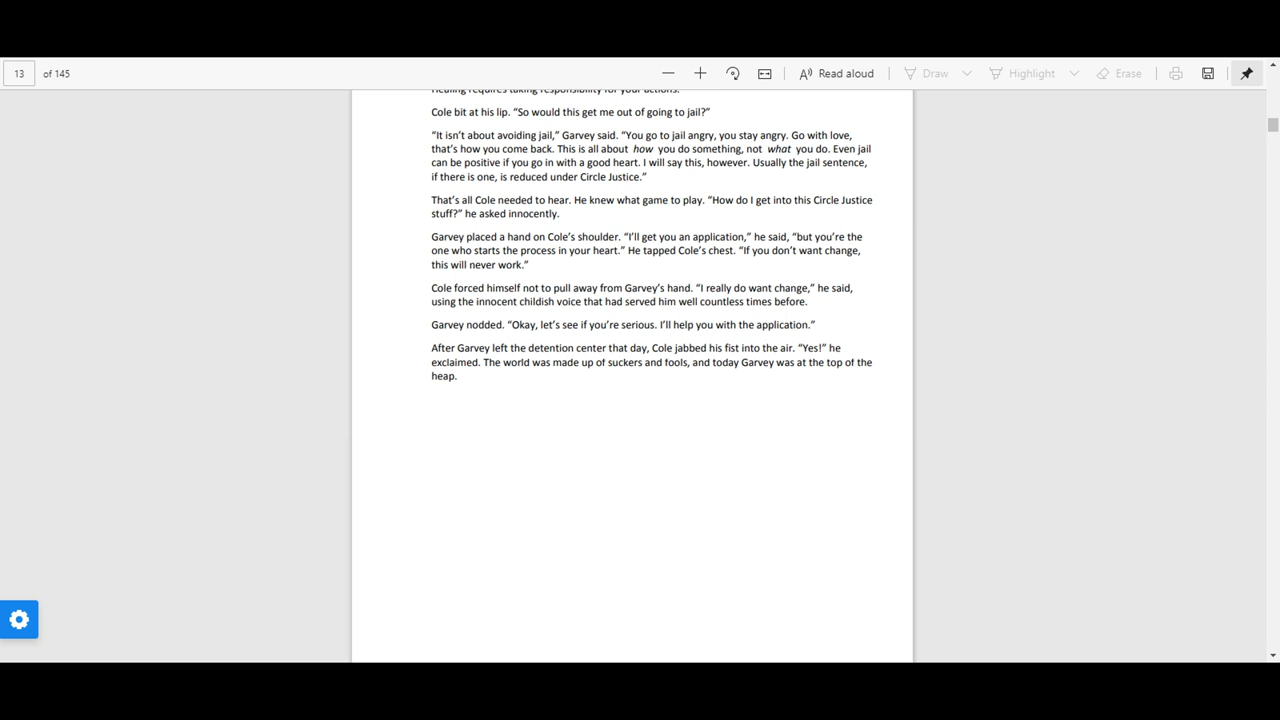 13 of 145
Read aloud
Draw
Highlight
Erase
Healing requires taking responsibility for your actions.
Cole bit at his lip. “So would this get me out of going to jail?”
“It isn’t about avoiding jail,” Garvey said. “You go to jail angry, you stay angry. Go with love,
that’s how you come back. This is all about how you do something, not what you do. Even jail
can be positive if you go in with a good heart. I will say this, however. Usually the jail sentence,
if there is one, is reduced under Circle Justice.”
That’s all Cole needed to hear. He knew what game to play. “How do I get into this Circle Justice
stuff?” he asked innocently.
Garvey placed a hand on Cole’s shoulder. “I’ll get you an application,” he said, “but you’re the
one who starts the process in your heart.” He tapped Cole’s chest. “If you don’t want change,
this will never work.”
Cole forced himself not to pull away from Garvey’s hand. “I really do want change,” he said,
using the innocent childish voice that had served him well countless times before.
Garvey nodded. “Okay, let’s see if you’re serious. I’ll help you with the application.”
After Garvey left the detention center that day, Cole jabbed his fist into the air. “Yes!” he
exclaimed. The world was made up of suckers and fools, and today Garvey was at the top of the
heap.